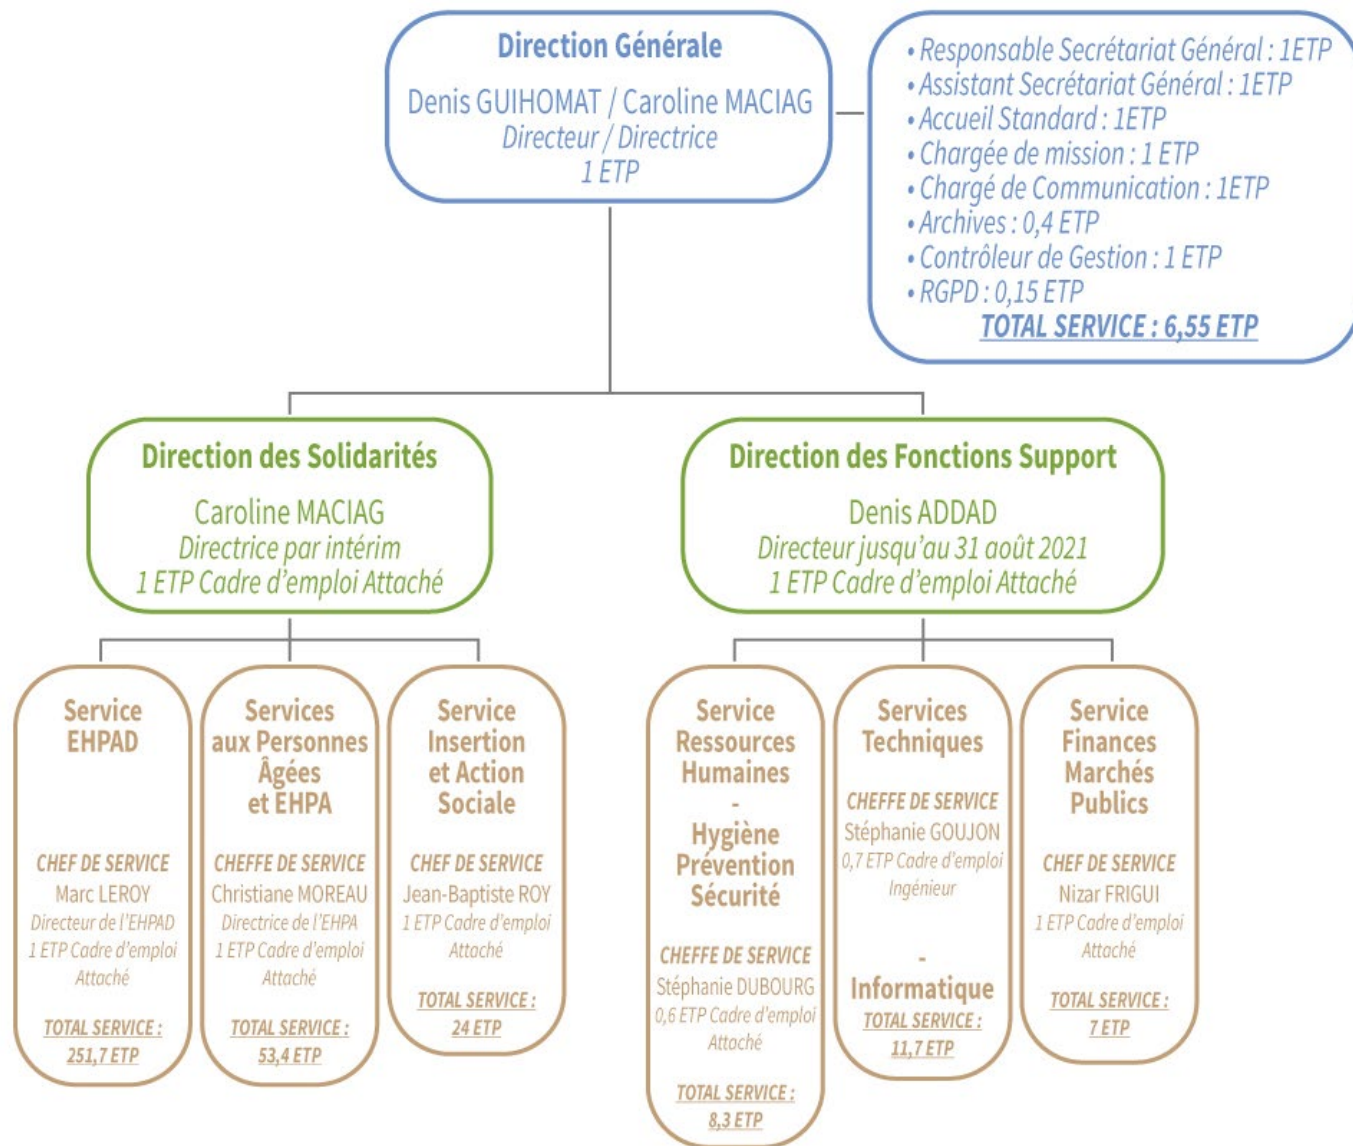 Direction Générale
Denis GUIHOMAT / Caroline MACIAG
Directeur / Directrice
1 ETP
• Responsable Secrétariat Général : 1ETP
• Assistant Secrétariat Général : 1ETP
• Accueil Standard : 1ETP
• Chargée de mission : 1 ETP
• Chargé de Communication : 1ETP
• Archives : 0,4 ETP
• Contrôleur de Gestion : 1 ETP
• RGPD : 0,15 ETP
TOTAL SERVICE : 6,55 ETP
Direction des Solidarités
Caroline MACIAG
Directrice par intérim
1 ETP Cadre d'emploi Attaché
Direction des Fonctions Support
Denis ADDAD
Directeur jusqu'au 31 août 2021
1 ETP Cadre d'emploi Attaché
Service
EHPAD
CHEF DE SERVICE
Marc LEROY
Directeur de l'EHPAD
1 ETP Cadre d'emploi
Attaché
TOTAL SERVICE :
251,7 ETP
Services
aux Personnes
Âgées
et EHPA
CHEFFE DE SERVICE
Christiane MOREAU
Directrice de l'EHPA
1 ETP Cadre d'emploi
Attaché
TOTAL SERVICE :
53,4 ETP
Service
Insertion
et Action
Sociale
CHEF DE SERVICE
Jean-Baptiste ROY
1 ETP Cadre d'emploi
Attaché
TOTAL SERVICE :
24 ETP
Service
Ressources
Humaines
-
Hygiène
Prévention
Sécurité
CHEFFE DE SERVICE
Stéphanie DUBOURG
0,6 ETP Cadre d'emploi
Attaché
TOTAL SERVICE :
8,3 ETP
Services
Techniques
CHEFFE DE SERVICE
Stéphanie GOUJON
0,7 ETP Cadre d'emploi
Ingénieur
-
Informatique
TOTAL SERVICE :
11,7 ETP
Service
Finances
Marchés
Publics
CHEF DE SERVICE
Nizar FRIGUI
1 ETP Cadre d'emploi
Attaché
TOTAL SERVICE :
7 ETP